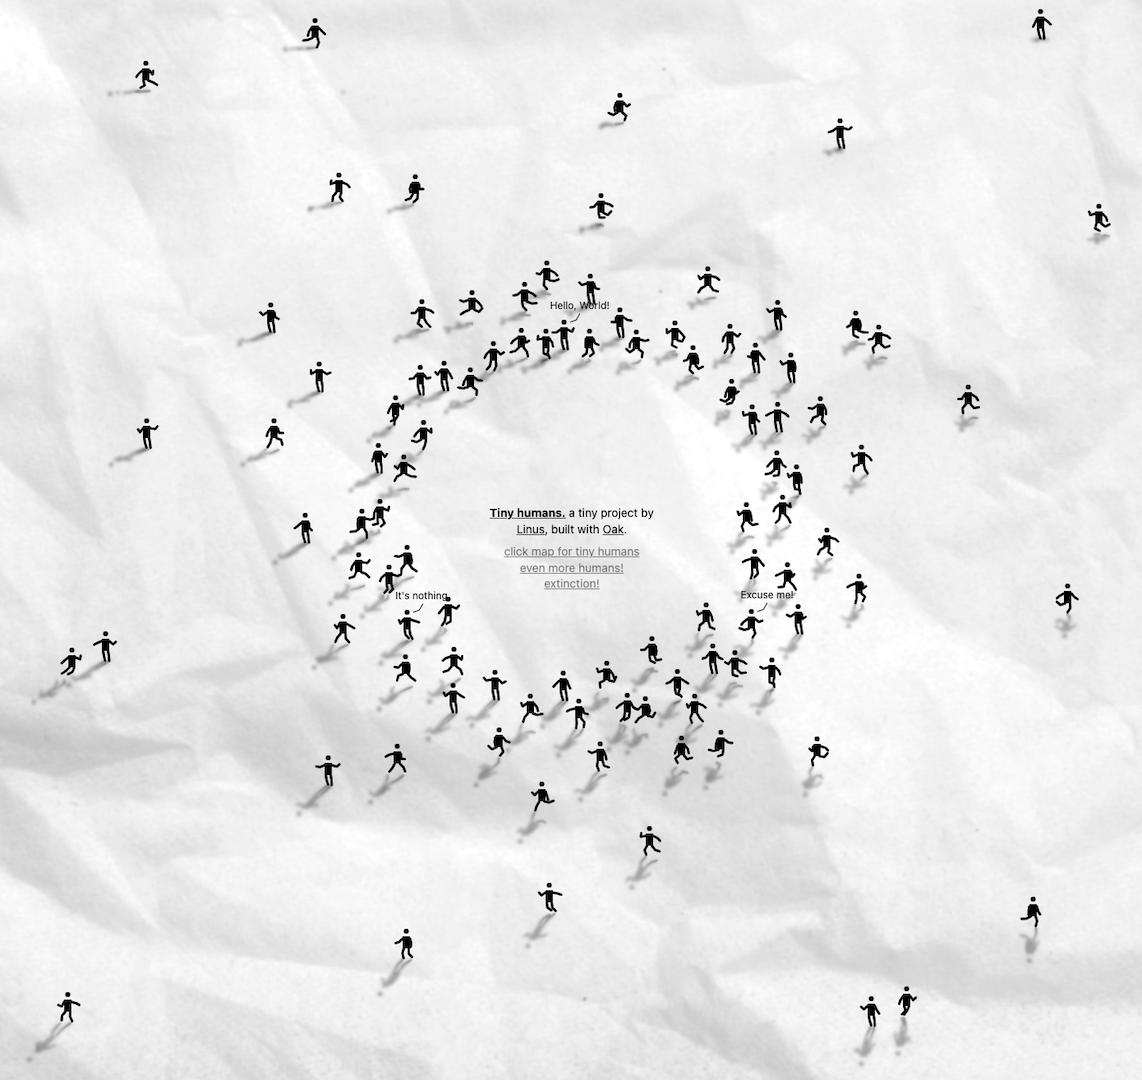 Hello, World!
Tiny humans. a tiny project by
Linus, built with Oak.
click map for tiny humans
even more humans!
extinction!
It's nothing.
Excuse me!